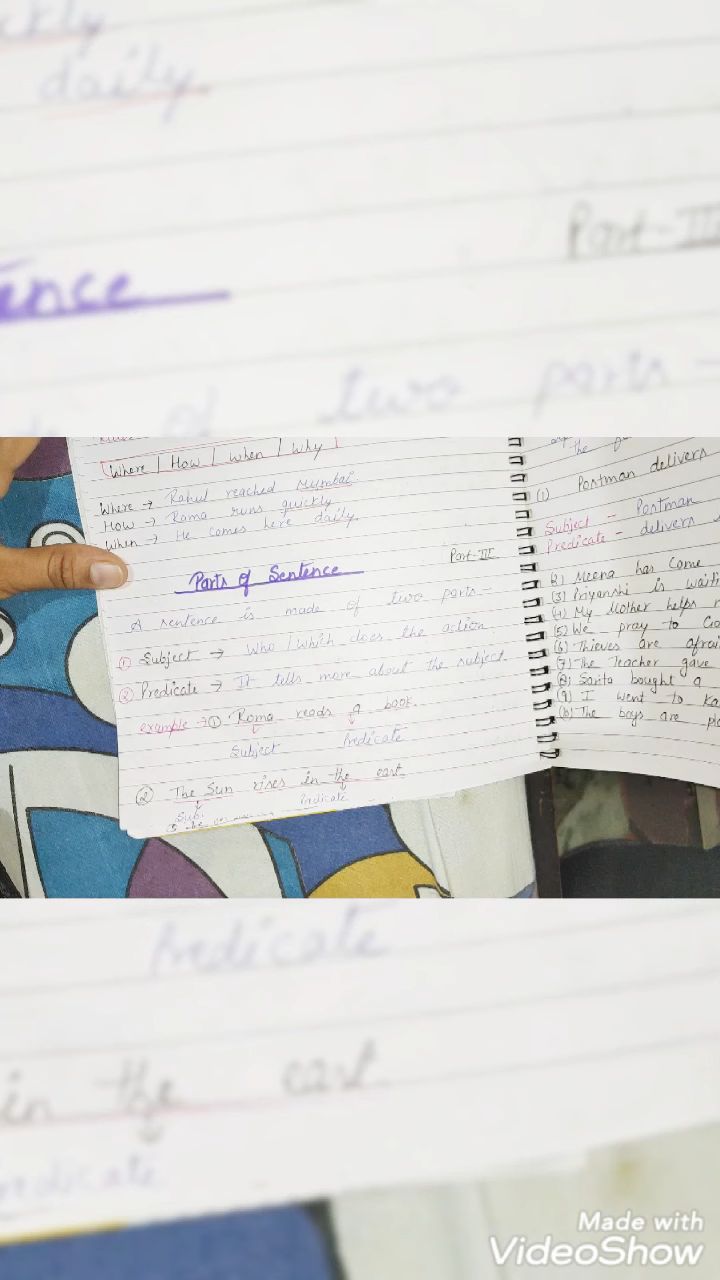 Where | How | When | Why |
Where → Rahul reached
How → Roma runs quickly
When → He comes here daily.
Part-III
Parts of Sentence
A sentence is made of two parts-
① Subject → Who / which does the action
② Predicate → It tells more about the subject
example → ① Roma reads a book.
Subject Predicate
② The Sun rises in the east
Sub.
the
(1) Postman delivers
Subject - Postman
Predicate - delivers
(2) Meena has come
(3) Priyanshi is
(4) My Mother helps
(5) We pray to
(6) Thieves are
(7) The Teacher gave
(8) Sarita bought a
(9) I went to
(10) The boys are
Made with
VideoShow